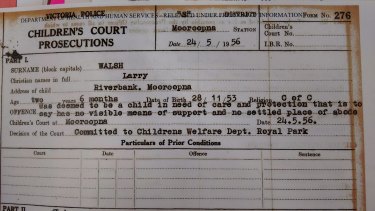 VICTORIA POLICE 1st DISTRICT
HUMAN SERVICES – RELEASED UNDER INFORMATION Form No. 276
CHILDREN'S COURT PROSECUTIONS
Mooroopna STATION
Date 24/ 5 / 1956
Children's Court No.
I.B.R. No.
PART I.
SURNAME (block capitals) WALSH
Christian names in full Larry
Address of child Riverbank, Mooroopna
Age two years 6 months Date of Birth 28/11/53 Religion C of C
OFFENCE Was deemed to be a child in need of care and protection that is to
say has no visible means of support and no settled place of abode
Children's Court at Mooroopna Date 24.5.56.
Decision of the Court Committed to Childrens Welfare Dept. Royal Park
Particulars of Prior Conditions
Court Date Offence Sentence
PART II